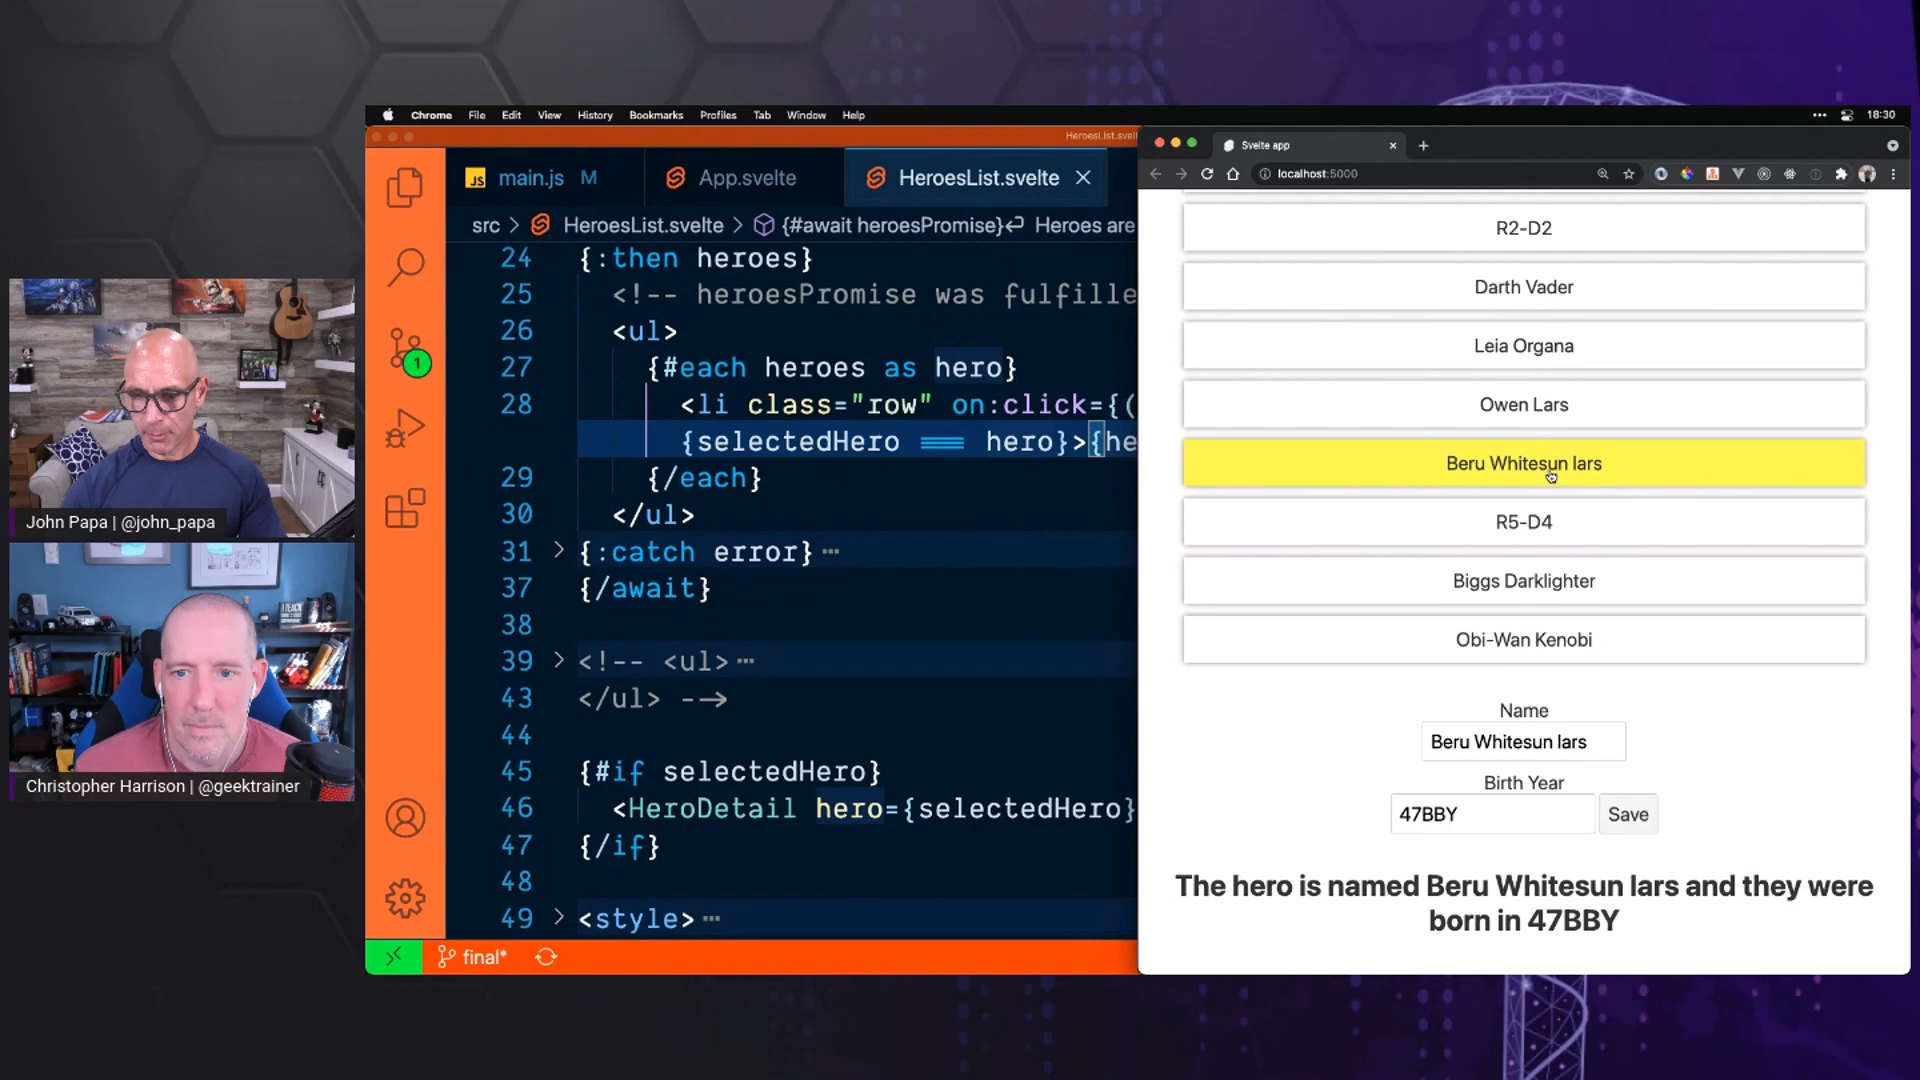 Chrome File Edit View History Bookmarks Profiles Tab Window Help
18:30
HeroesList.svelt
JS main.js M
App.svelte
HeroesList.svelte
src > HeroesList.svelte > {#await heroesPromise}↵ Heroes are
24 {:then heroes}
25 <!-- heroesPromise was fulfille
26 <ul>
27 {#each heroes as hero}
28 <li class="row" on:click={(
{selectedHero === hero}>{he
29 {/each}
30 </ul>
31 > {:catch error} ···
37 {/await}
38
39 > <!-- <ul> ···
43 </ul> -->
44
45 {#if selectedHero}
46 <HeroDetail hero={selectedHero}
47 {/if}
48
49 > <style> ···
1
final*
Svelte app
localhost:5000
R2-D2
Darth Vader
Leia Organa
Owen Lars
Beru Whitesun lars
R5-D4
Biggs Darklighter
Obi-Wan Kenobi
Name
Beru Whitesun lars
Birth Year
47BBY
Save
The hero is named Beru Whitesun lars and they were
born in 47BBY
John Papa | @john_papa
Christopher Harrison | @geektrainer